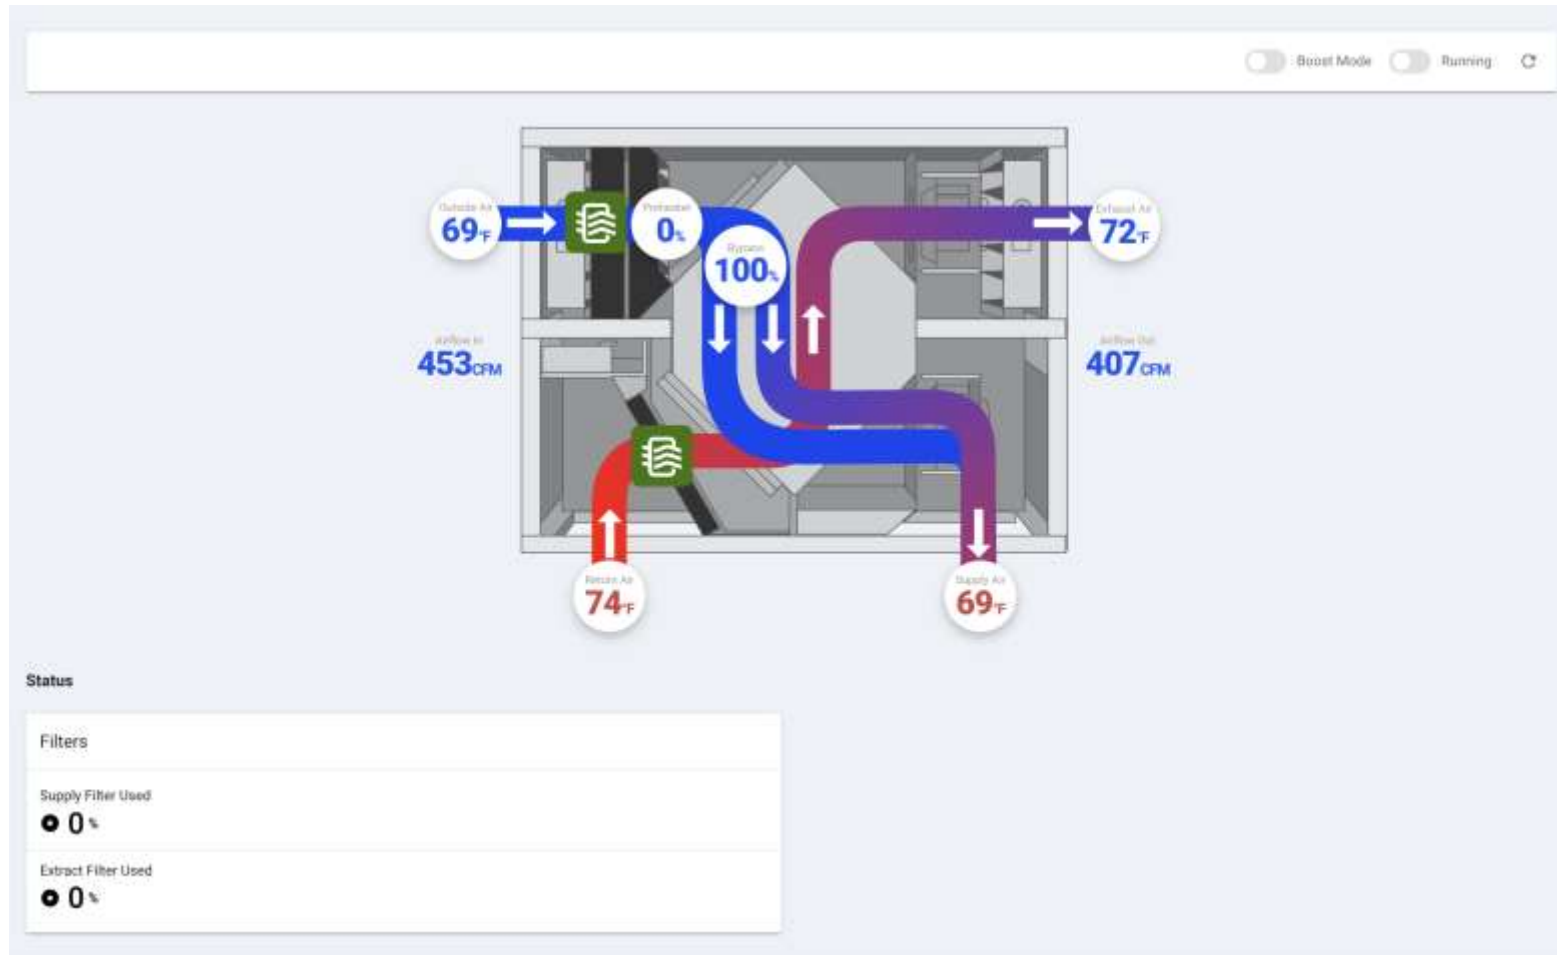 Boost Mode
Running
Outside Air
69°F
Preheater
0%
Bypass
100%
Exhaust Air
72°F
Airflow In
453CFM
Airflow Out
407CFM
Return Air
74°F
Supply Air
69°F
Status
Filters
Supply Filter Used
0 %
Extract Filter Used
0 %